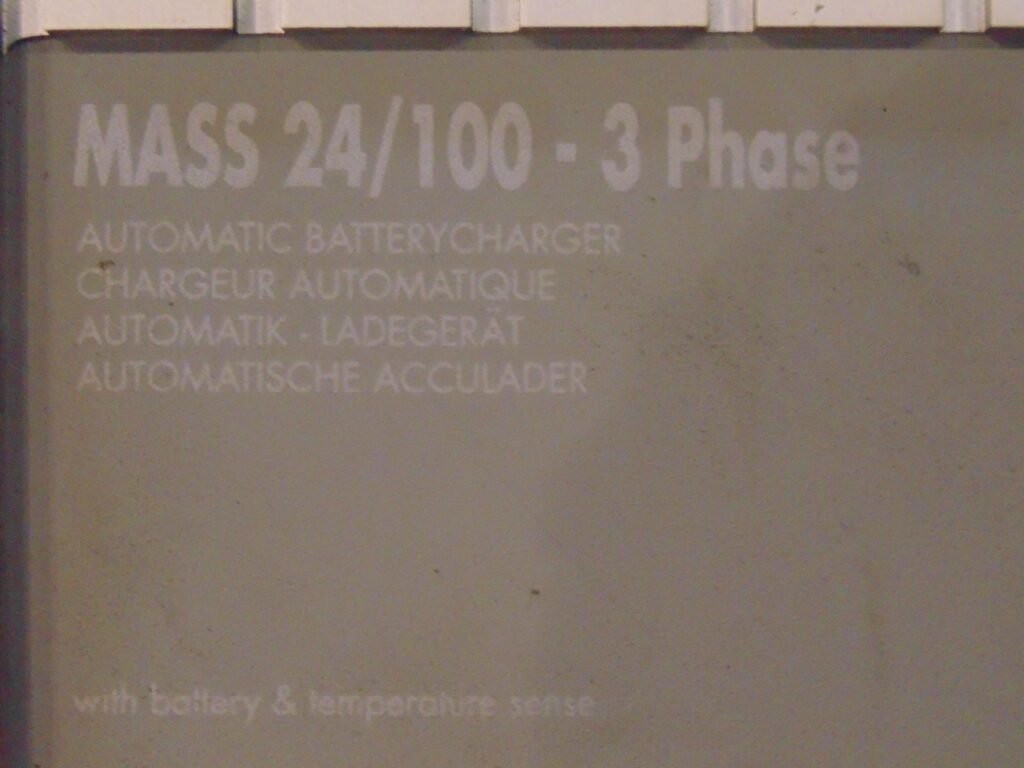 MASS 24/100 - 3 Phase
AUTOMATIC BATTERYCHARGER
CHARGEUR AUTOMATIQUE
AUTOMATIK - LADEGERÄT
AUTOMATISCHE ACCULADER
with battery & temperature sense